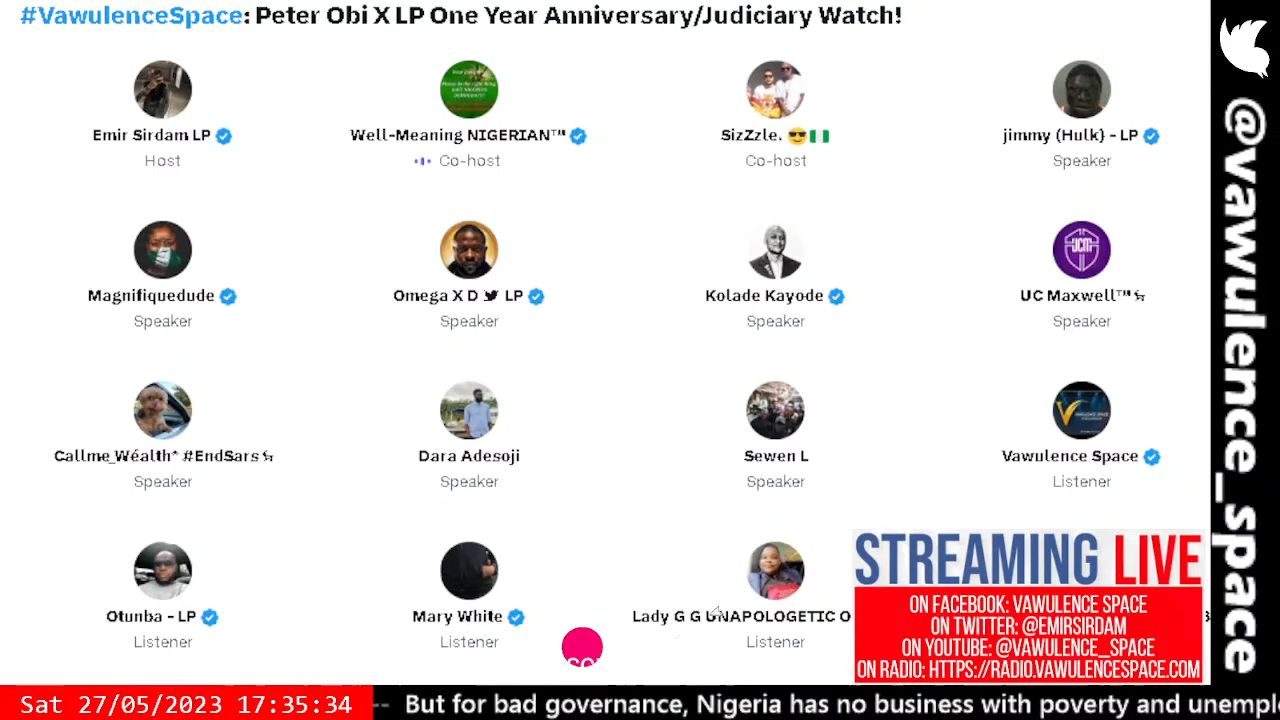 #VawulenceSpace: Peter Obi X LP One Year Anniversary/Judiciary Watch!
Emir Sirdam LP
Host
Well-Meaning NIGERIAN™
Co-host
SizZzle. 😎🇳🇬
Co-host
jimmy (Hulk) - LP
Speaker
Magnifiquedude
Speaker
Omega X D LP
Speaker
Kolade Kayode
Speaker
UCM
UC Maxwell™
Speaker
Callme_Wéalth* #EndSars
Speaker
Dara Adesoji
Speaker
Sewen L
Speaker
Vawulence Space
Listener
Otunba - LP
Listener
Mary White
Listener
Lady G G UNAPOLOGETIC O
Listener
STREAMING LIVE
ON FACEBOOK: VAWULENCE SPACE
ON TWITTER: @EMIRSIRDAM
ON YOUTUBE: @VAWULENCE_SPACE
ON RADIO: HTTPS://RADIO.VAWULENCESPACE.COM
@vawulence_space
Sat 27/05/2023 17:35:34
-- But for bad governance, Nigeria has no business with poverty and unempl